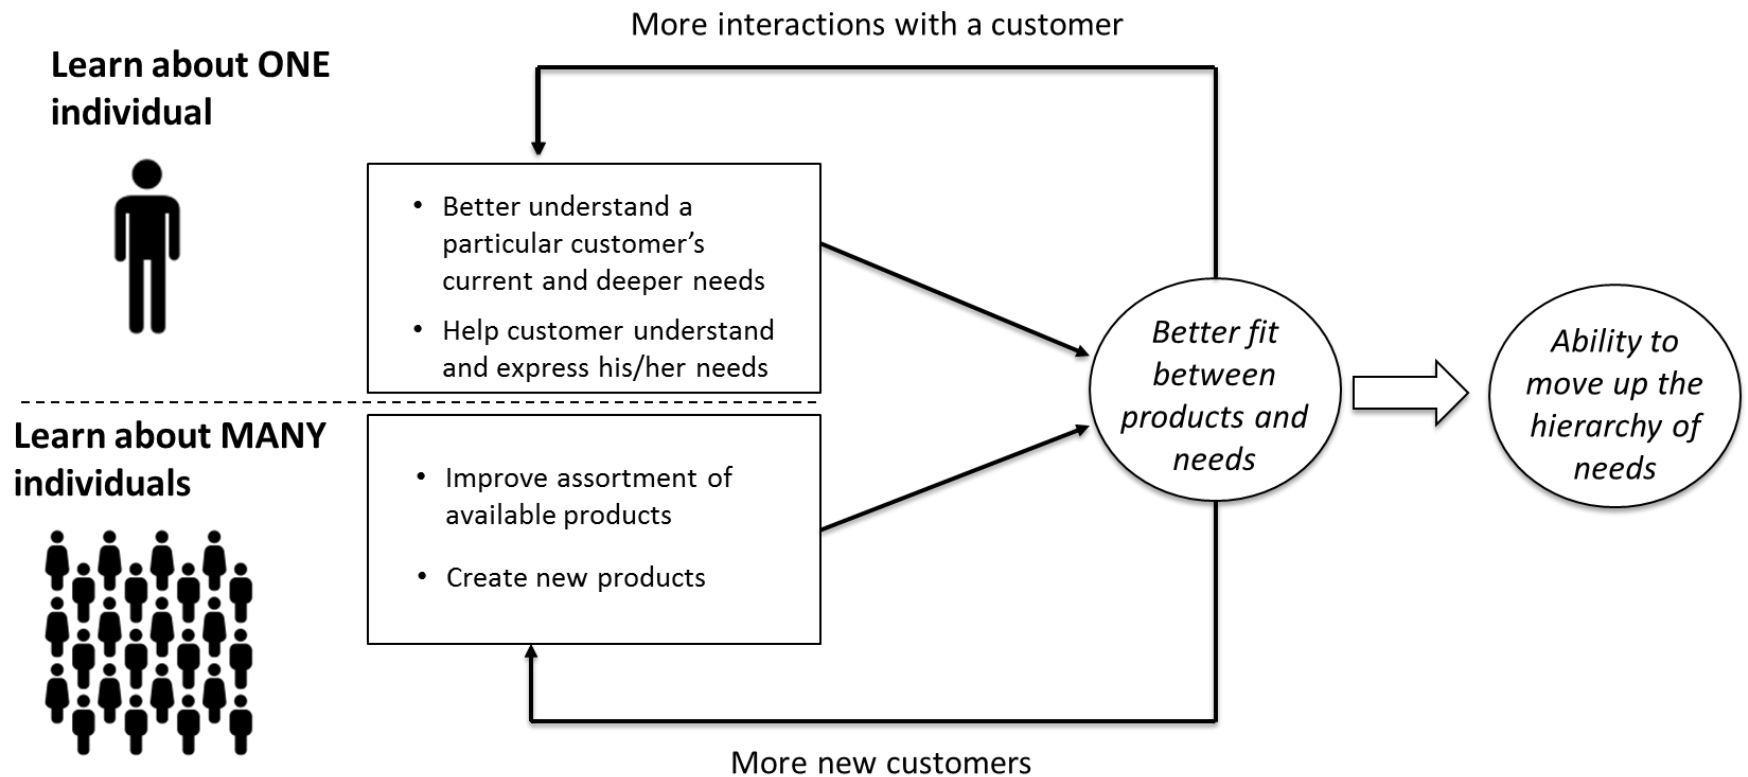 More interactions with a customer
Learn about ONE
individual
• Better understand a
particular customer’s
current and deeper needs
• Help customer understand
and express his/her needs
Learn about MANY
individuals
• Improve assortment of
available products
• Create new products
Better fit
between
products and
needs
Ability to
move up the
hierarchy of
needs
More new customers